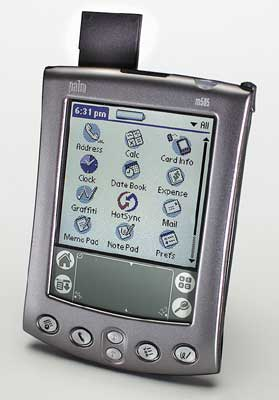 palm
m505
6:31 pm
All
Address
Calc
Card Info
Clock
Date Book
Expense
Graffiti
HotSync
Mail
Memo Pad
Note Pad
Prefs